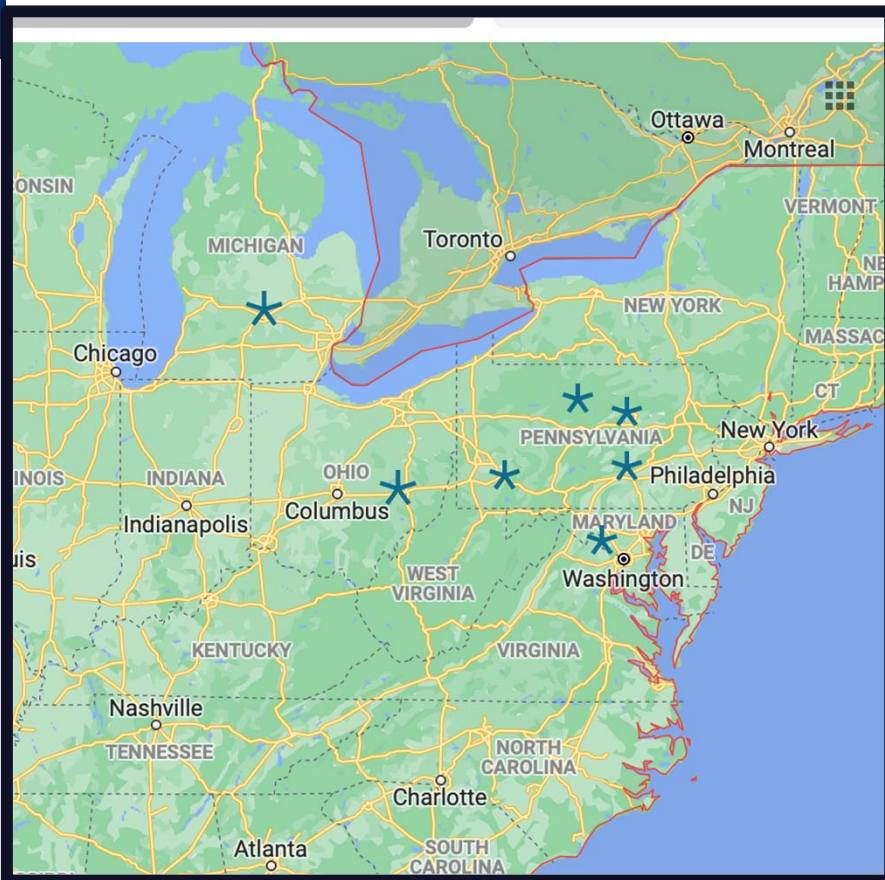 Ottawa
Montreal
ONSIN
VERMONT
MICHIGAN
Toronto
NE
HAMP
NEW YORK
MASSAC
Chicago
CT
New York
PENNSYLVANIA
INOIS
INDIANA
OHIO
Philadelphia
Columbus
NJ
Indianapolis
MARYLAND
uis
DE
Washington
WEST
VIRGINIA
KENTUCKY
VIRGINIA
Nashville
TENNESSEE
NORTH
CAROLINA
Charlotte
Atlanta
SOUTH
CAROLINA